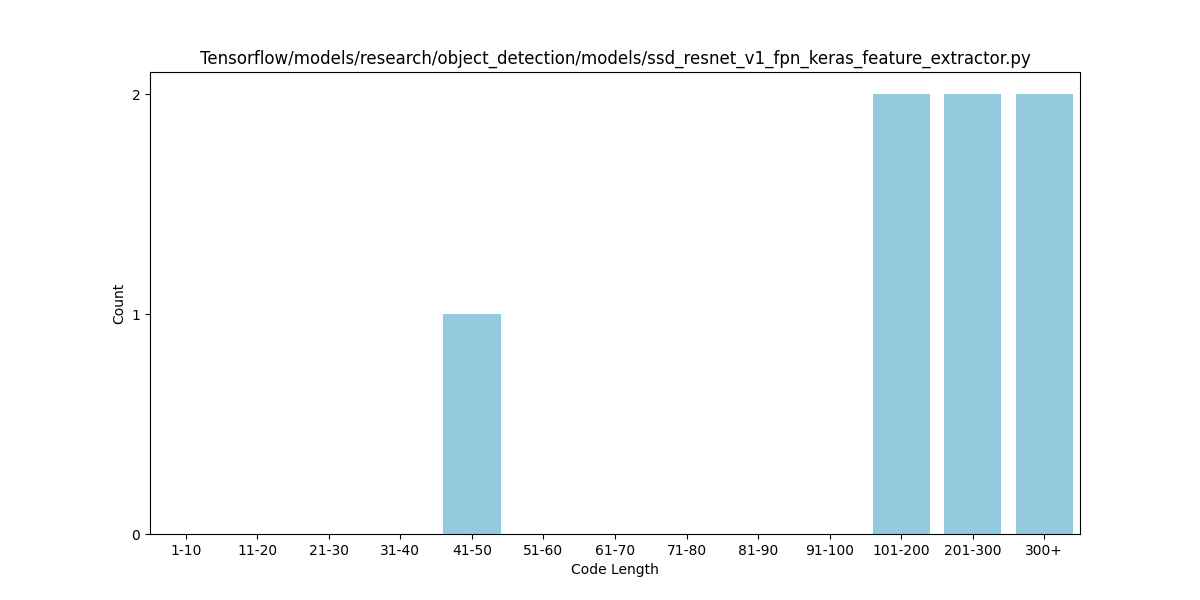 Tensorflow/models/research/object_detection/models/ssd_resnet_v1_fpn_keras_feature_extractor.py
2
1
0
Count
1-10 11-20 21-30 31-40 41-50 51-60 61-70 71-80 81-90 91-100 101-200 201-300 300+
Code Length